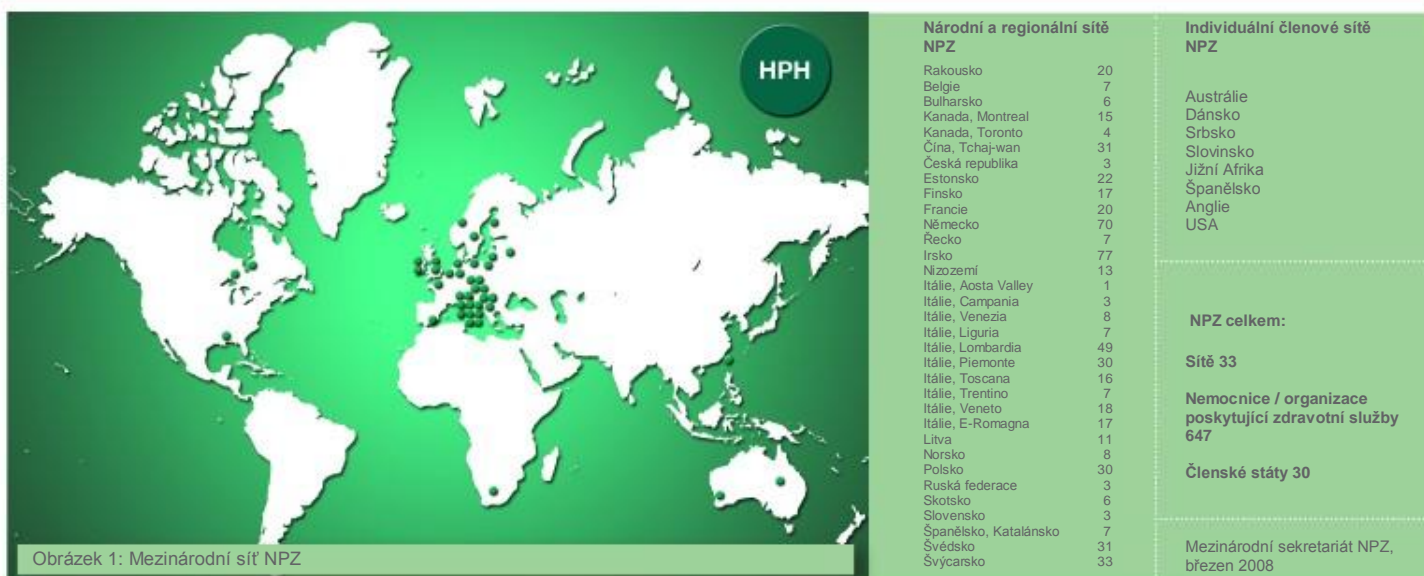 HPH
Obrázek 1: Mezinárodní síť NPZ
Národní a regionální sítě
NPZ
Rakousko 20
Belgie 7
Bulharsko 6
Kanada, Montreal 15
Kanada, Toronto 4
Čína, Tchaj-wan 31
Česká republika 3
Estonsko 22
Finsko 17
Francie 20
Německo 70
Řecko 7
Irsko 77
Nizozemí 13
Itálie, Aosta Valley 1
Itálie, Campania 3
Itálie, Venezia 8
Itálie, Liguria 7
Itálie, Lombardia 49
Itálie, Piemonte 30
Itálie, Toscana 16
Itálie, Trentino 7
Itálie, Veneto 18
Itálie, E-Romagna 17
Litva 11
Norsko 8
Polsko 30
Ruská federace 3
Skotsko 6
Slovensko 3
Španělsko, Katalánsko 7
Švédsko 31
Švýcarsko 33
Individuální členové sítě
NPZ
Austrálie
Dánsko
Srbsko
Slovinsko
Jižní Afrika
Španělsko
Anglie
USA
NPZ celkem:
Sítě 33
Nemocnice / organizace
poskytující zdravotní služby
647
Členské státy 30
Mezinárodní sekretariát NPZ,
březen 2008